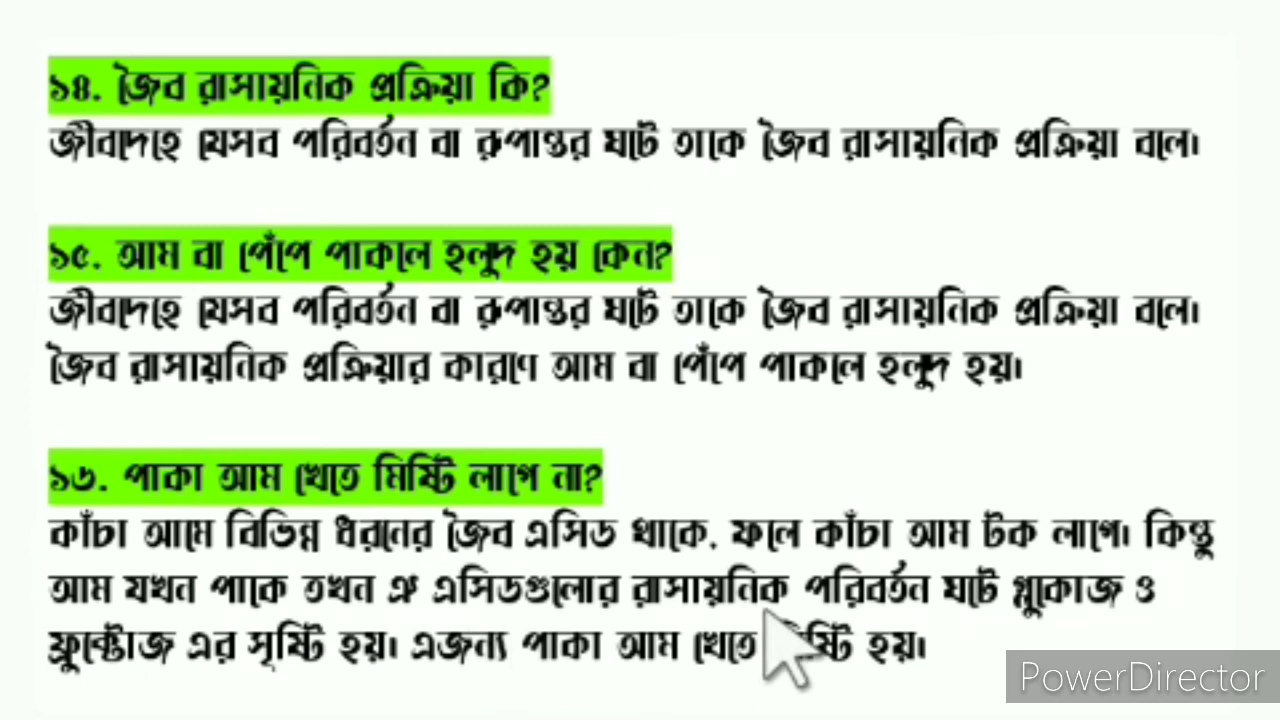 ১৪. জৈব রাসায়নিক প্রক্রিয়া কি?
জীবদেহে যেসব পরিবর্তন বা রুপান্তর ঘটে তাকে জৈব রাসায়নিক প্রক্রিয়া বলে।
১৫. আম বা পেঁপে পাকলে হলুদ হয় কেন?
জীবদেহে যেসব পরিবর্তন বা রুপান্তর ঘটে তাকে জৈব রাসায়নিক প্রক্রিয়া বলে।
জৈব রাসায়নিক প্রক্রিয়ার কারণে আম বা পেঁপে পাকলে হলুদ হয়।
১৬. পাকা আম খেতে মিষ্টি লাগে না?
কাঁচা আমে বিভিন্ন ধরনের জৈব এসিড থাকে. ফলে কাঁচা আম টক লাগে। কিন্তু
আম যখন পাকে তখন ঐ এসিডগুলোর রাসায়নিক পরিবর্তন ঘটে গ্লুকোজ ও
ফ্রুক্টোজ এর সৃষ্টি হয়। এজন্য পাকা আম খেতে মিষ্টি হয়।
PowerDirector